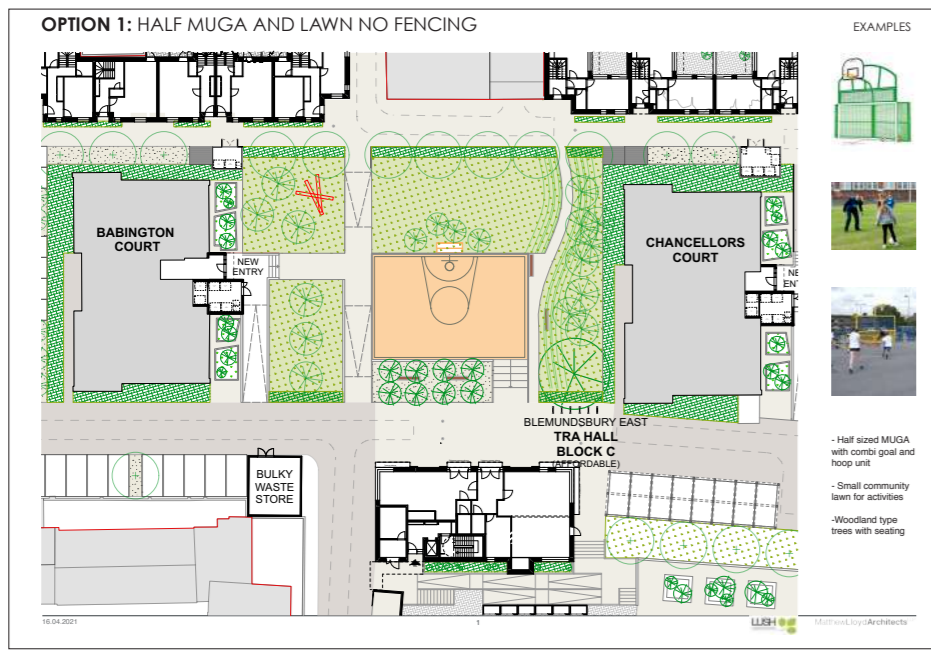 OPTION 1: HALF MUGA AND LAWN NO FENCING
EXAMPLES
BABINGTON
COURT
NEW
ENTRY
CHANCELLORS
COURT
BLEMUNDSBURY EAST
TRA HALL
BLOCK C
(AFFORDABLE)
BULKY
WASTE
STORE
- Half sized MUGA
with combi goal and
hoop unit
- Small community
lawn for activities
-Woodland type
trees with seating
16.04.2021
1
LUSH
MatthewLloydArchitects